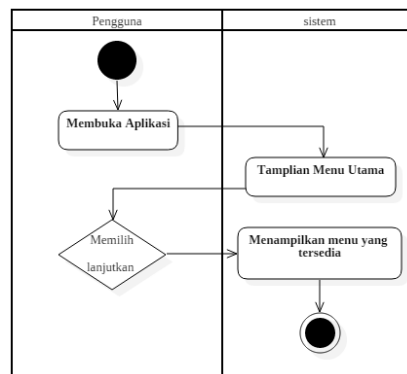 Pengguna
sistem
Membuka Aplikasi
Tamplian Menu Utama
Memilih
lanjutkan
Menampilkan menu yang
tersedia